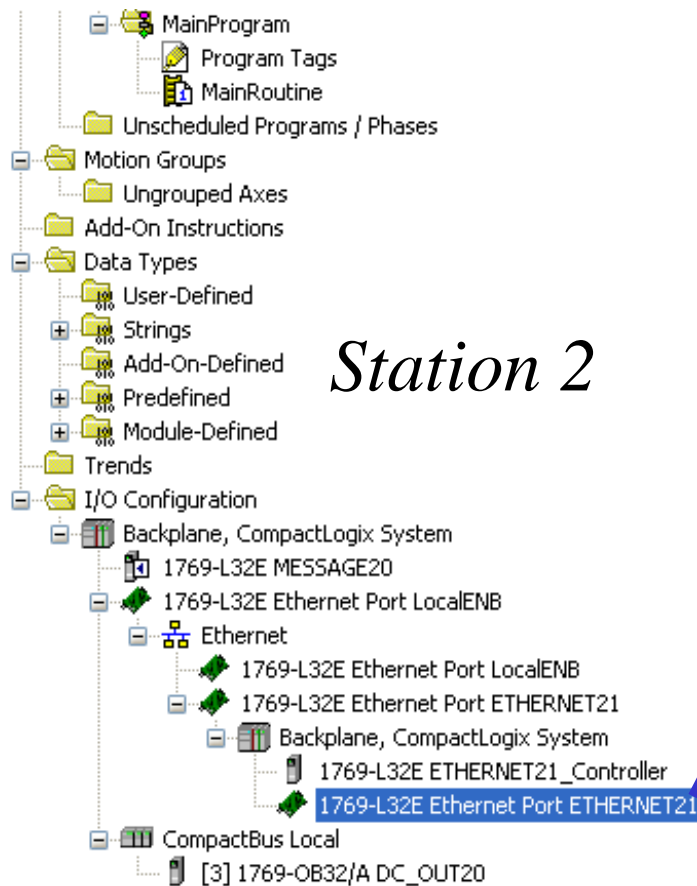 MainProgram
Program Tags
MainRoutine
Unscheduled Programs / Phases
Motion Groups
Ungrouped Axes
Add-On Instructions
Data Types
User-Defined
Strings
Station 2
Add-On-Defined
Predefined
Module-Defined
Trends
I/O Configuration
Backplane, CompactLogix System
1769-L32E MESSAGE20
1769-L32E Ethernet Port LocalENB
Ethernet
1769-L32E Ethernet Port LocalENB
1769-L32E Ethernet Port ETHERNET21
Backplane, CompactLogix System
1769-L32E ETHERNET21_Controller
1769-L32E Ethernet Port ETHERNET21
CompactBus Local
[3] 1769-OB32/A DC_OUT20